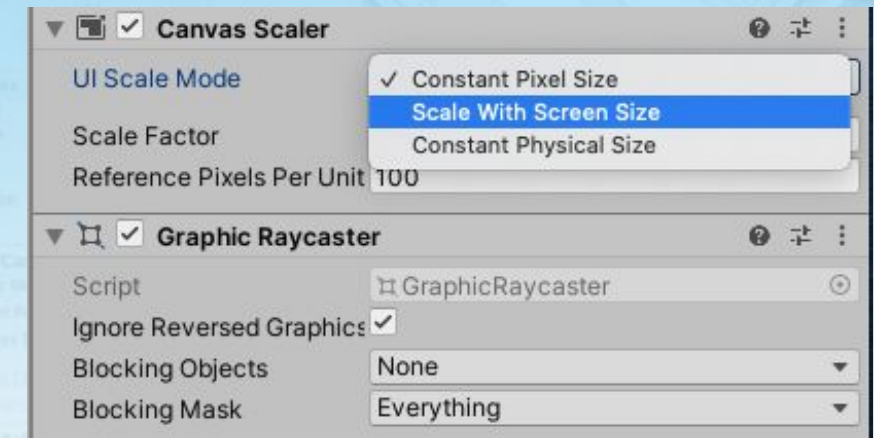 Canvas Scaler
UI Scale Mode
✓ Constant Pixel Size
Scale With Screen Size
Constant Physical Size
Scale Factor
Reference Pixels Per Unit 100
Graphic Raycaster
Script GraphicRaycaster
Ignore Reversed Graphics
Blocking Objects None
Blocking Mask Everything